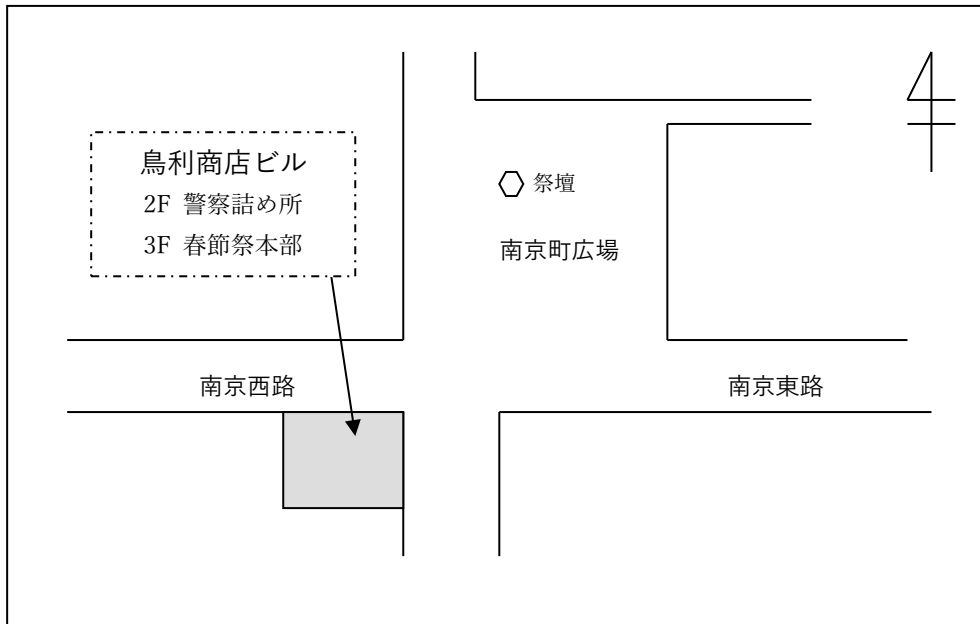 鳥利商店ビル
2F 警察詰め所
3F 春節祭本部
祭壇
南京町広場
南京西路
南京東路